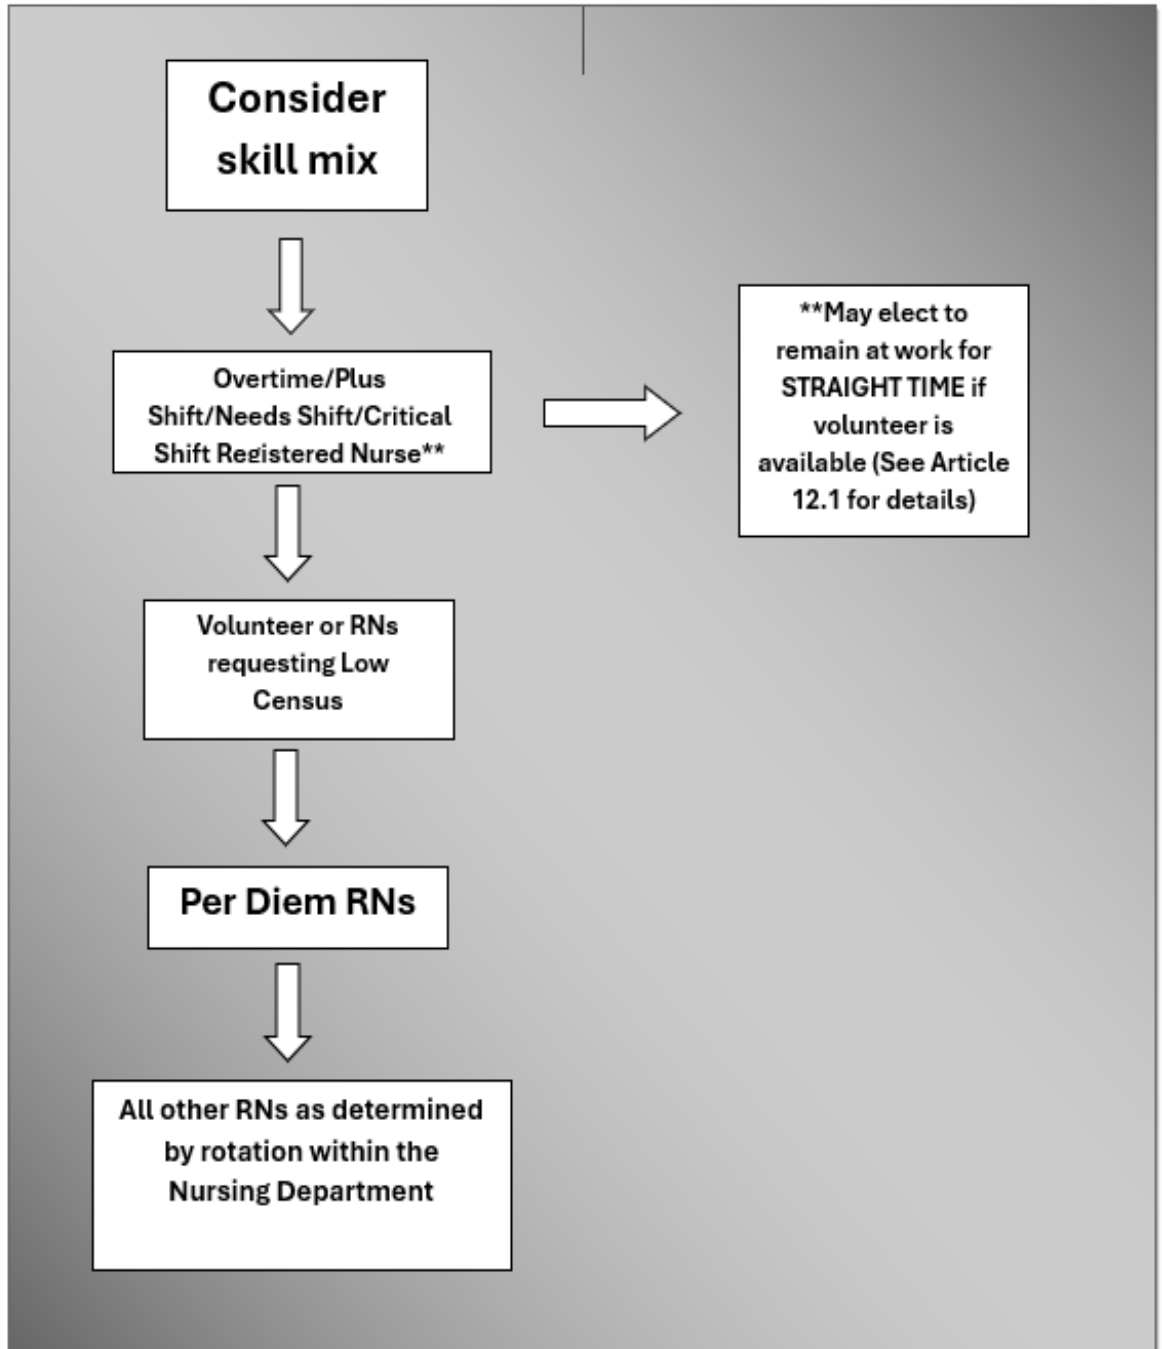 Consider
skill mix
Overtime/Plus
Shift/Needs Shift/Critical
Shift Registered Nurse**
**May elect to
remain at work for
STRAIGHT TIME if
volunteer is
available (See Article
12.1 for details)
Volunteer or RNs
requesting Low
Census
Per Diem RNs
All other RNs as determined
by rotation within the
Nursing Department